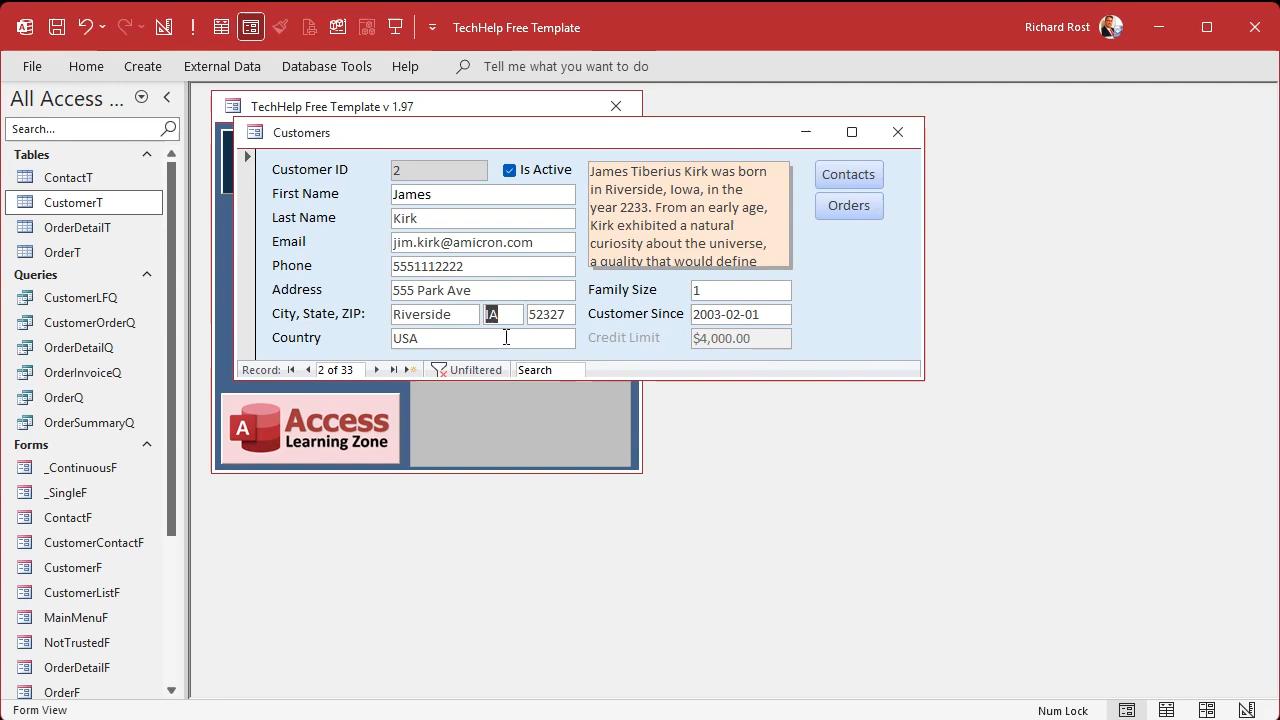 TechHelp Free Template
Richard Rost
File
Home
Create
External Data
Database Tools
Help
Tell me what you want to do
All Access ...
Search...
Tables
ContactT
CustomerT
OrderDetailT
OrderT
Queries
CustomerLFQ
CustomerOrderQ
OrderDetailQ
OrderInvoiceQ
OrderQ
OrderSummaryQ
Forms
_ContinuousF
_SingleF
ContactF
CustomerContactF
CustomerF
CustomerListF
MainMenuF
NotTrustedF
OrderDetailF
OrderF
TechHelp Free Template v 1.97
Customers
Customer ID 2
Is Active
First Name James
Last Name Kirk
Email jim.kirk@amicron.com
Phone 5551112222
Address 555 Park Ave
City, State, ZIP: Riverside IA 52327
Country USA
James Tiberius Kirk was born
in Riverside, Iowa, in the
year 2233. From an early age,
Kirk exhibited a natural
curiosity about the universe,
a quality that would define
Family Size 1
Customer Since 2003-02-01
Credit Limit $4,000.00
Contacts
Orders
Record: 2 of 33 Unfiltered Search
A Access
Learning Zone
Form View
Num Lock